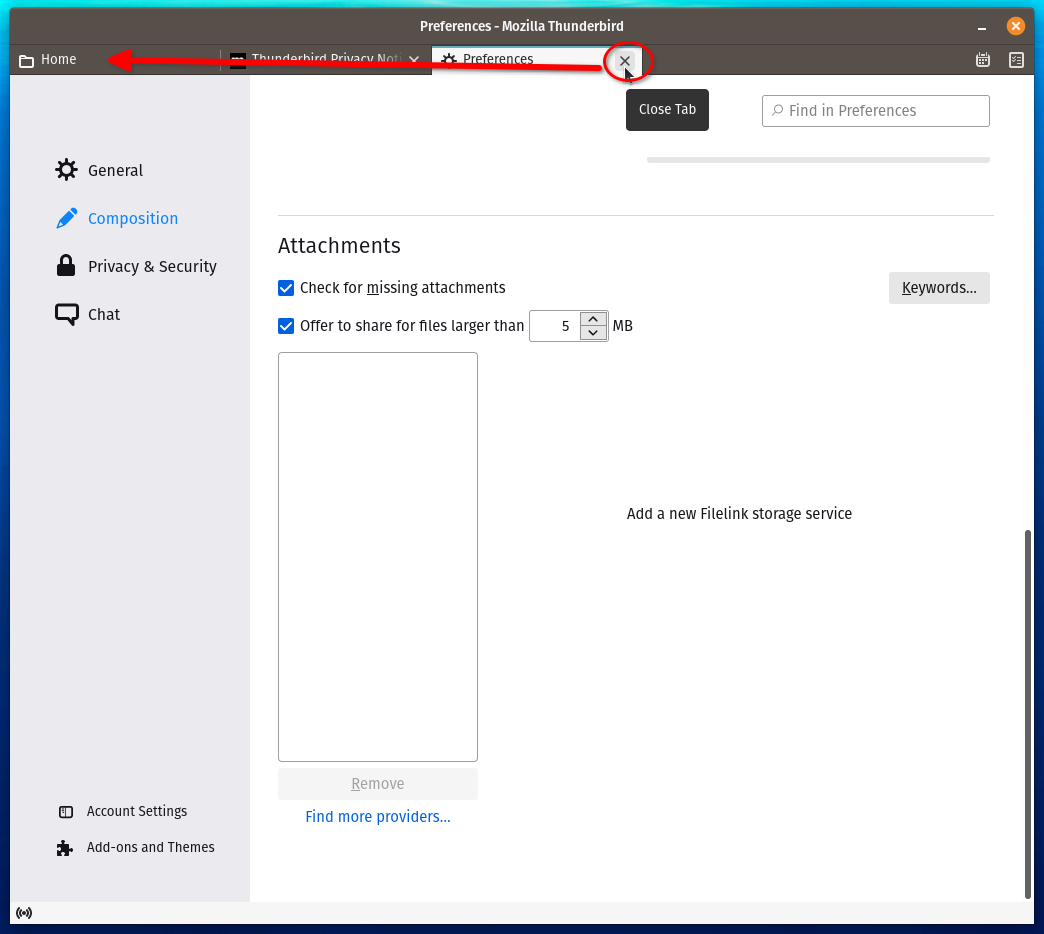 Preferences - Mozilla Thunderbird
Home
Thunderbird Privacy Noti
Preferences
Close Tab
Find in Preferences
General
Composition
Privacy & Security
Chat
Attachments
Check for missing attachments
Keywords...
Offer to share for files larger than 5 MB
Add a new Filelink storage service
Remove
Find more providers...
Account Settings
Add-ons and Themes